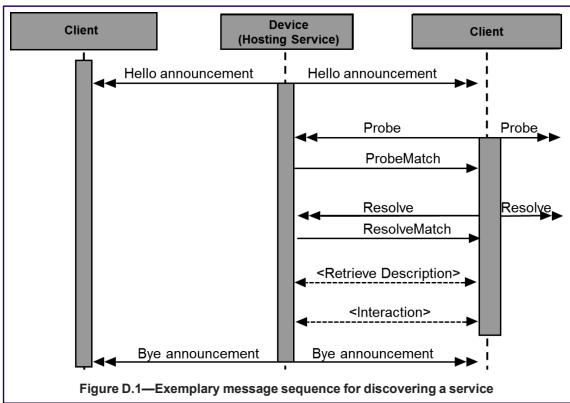 Client
Device
(Hosting Service)
Client
Hello announcement
Hello announcement
Probe
Probe
ProbeMatch
Resolve
Resolve
ResolveMatch
<Retrieve Description>
<Interaction>
Bye announcement
Bye announcement
Figure D.1—Exemplary message sequence for discovering a service